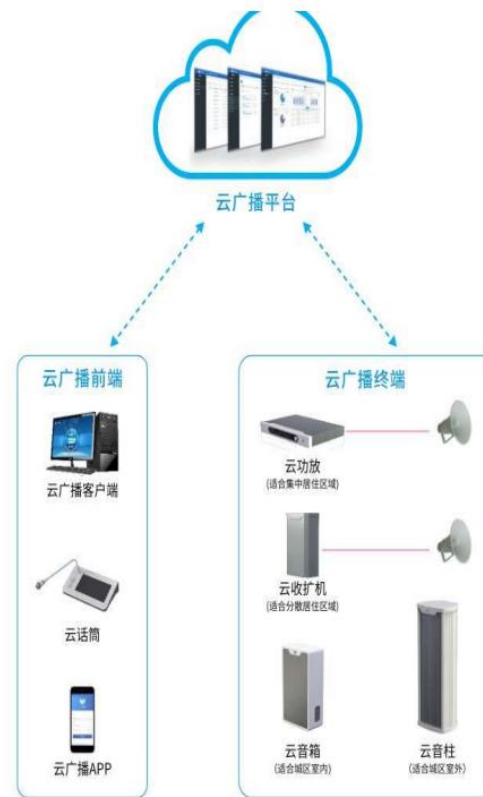 云广播平台
云广播前端
云广播客户端
云话筒
云广播APP
云广播终端
云功放
(适合集中居住区域)
云收扩机
(适合分散居住区域)
云音箱
(适合城区室内)
云音柱
(适合城区室外)